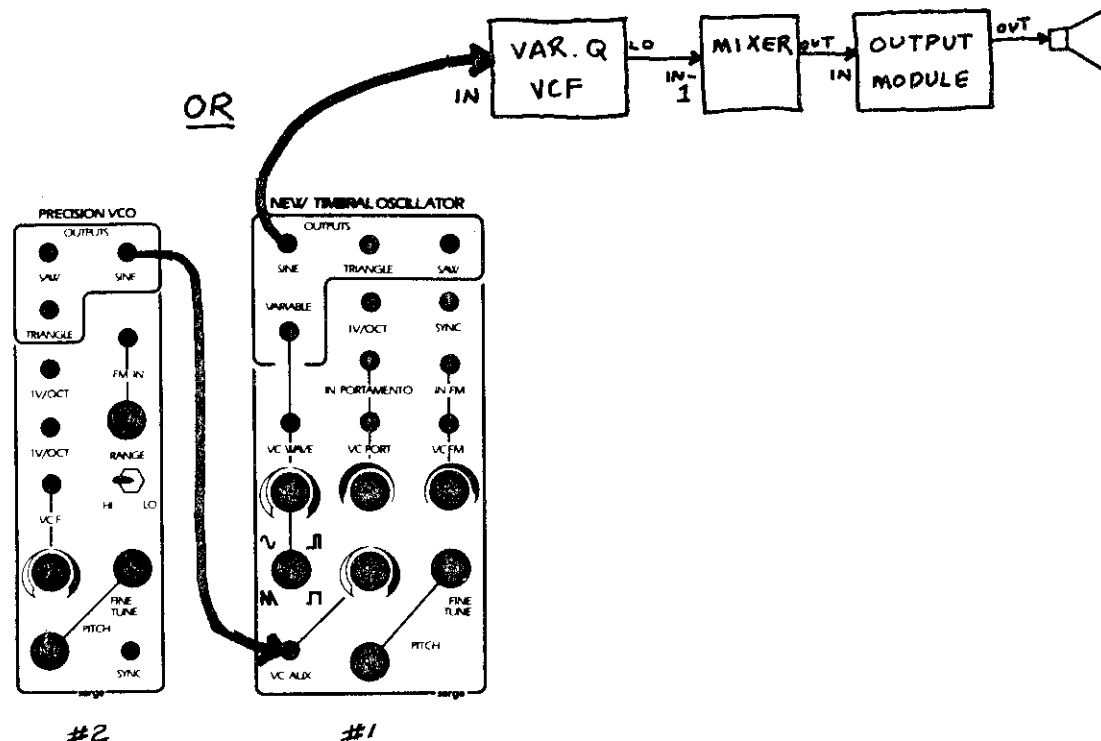 OR
IN
VAR. Q
VCF
LO
IN-
1
MIXER
OUT
IN
OUTPUT
MODULE
OUT
PRECISION VCO
OUTPUTS
SAW
SINE
TRIANGLE
FM IN
1V/OCT
1V/OCT
RANGE
HI
LO
VC F
FINE
TUNE
PITCH
SYNC
serge
#2
NEW TIMBRAL OSCILLATOR
OUTPUTS
SINE
TRIANGLE
SAW
VARIABLE
1V/OCT
SYNC
IN PORTAMENTO
IN FM
VC WAVE
VC PORT
VC FM
FINE
TUNE
PITCH
VC AUX
serge
#1